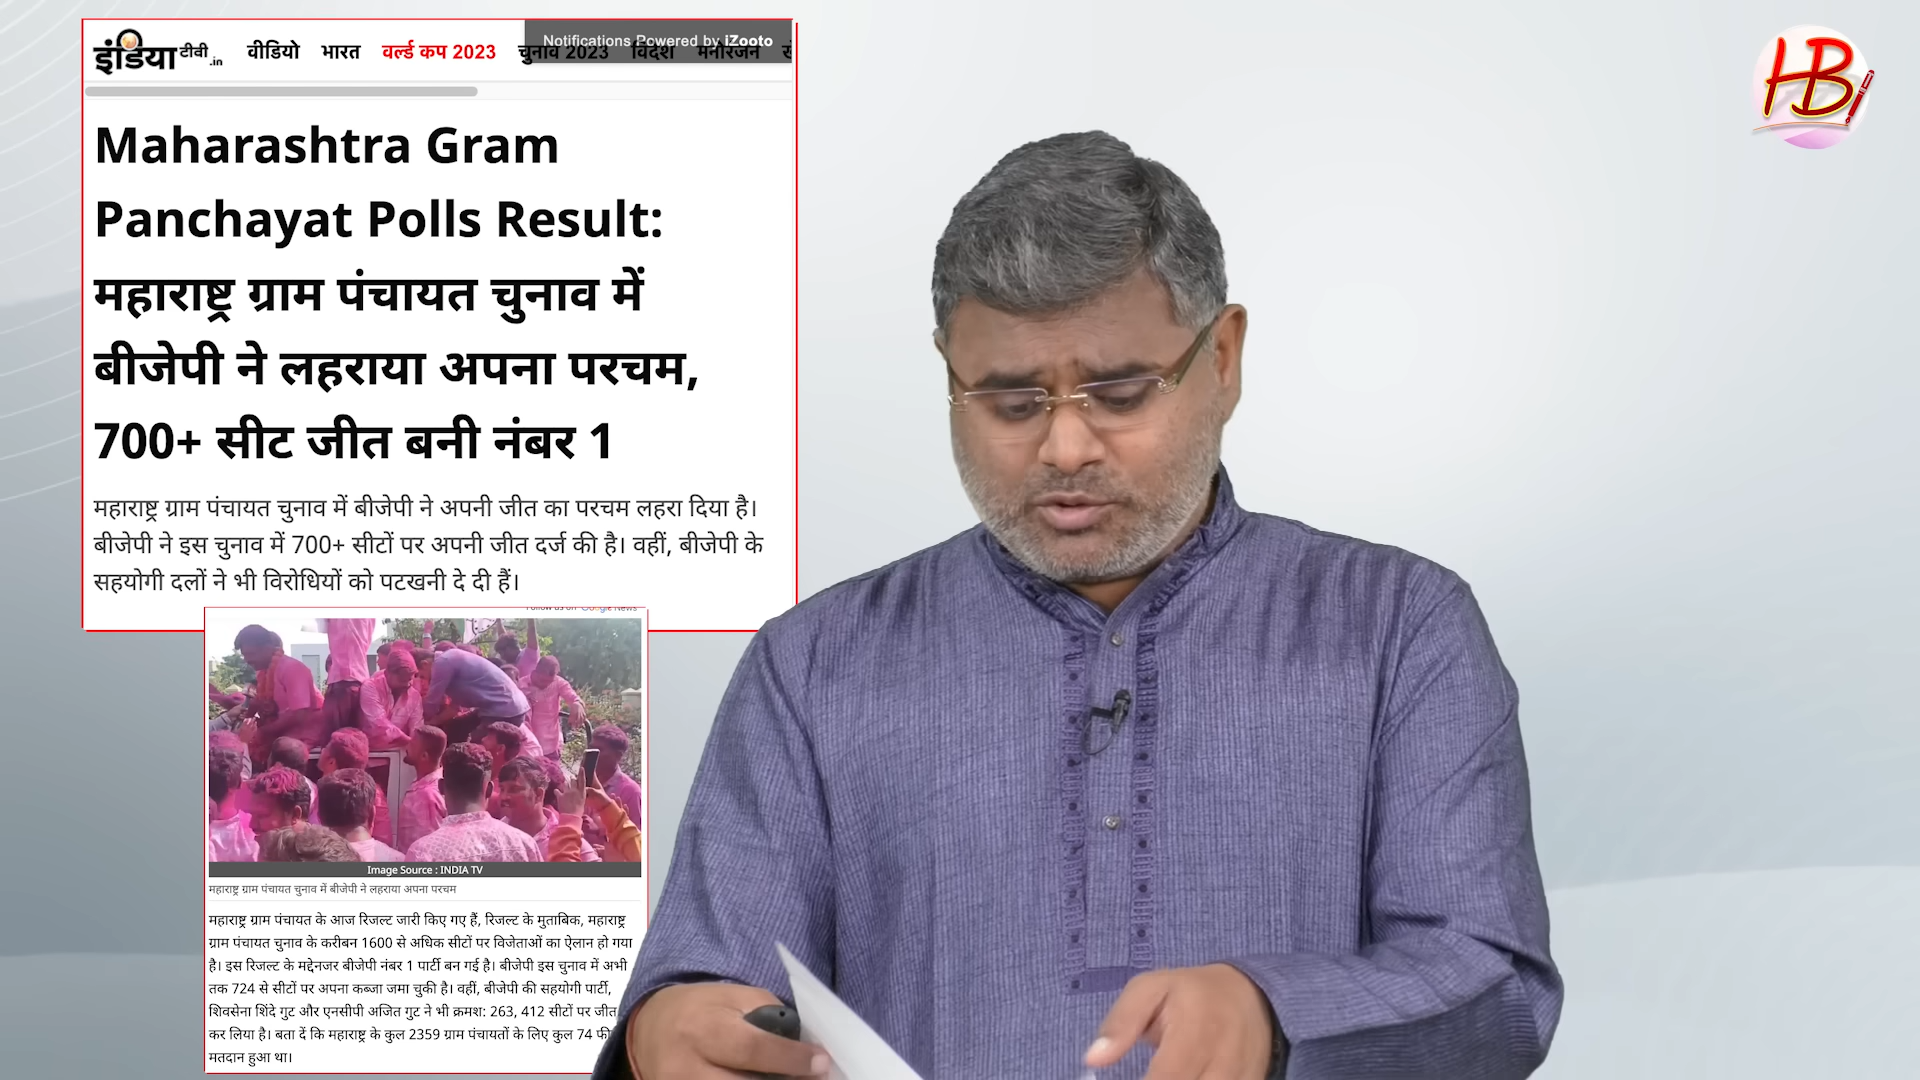 इंडिया टीबी .in वीडियो भारत वर्ल्ड कप 2023 चुनाव 2023 विदेश मनोरंजन
Notifications Powered by iZooto
Maharashtra Gram
Panchayat Polls Result:
महाराष्ट्र ग्राम पंचायत चुनाव में
बीजेपी ने लहराया अपना परचम,
700+ सीट जीत बनी नंबर 1
महाराष्ट्र ग्राम पंचायत चुनाव में बीजेपी ने अपनी जीत का परचम लहरा दिया है।
बीजेपी ने इस चुनाव में 700+ सीटों पर अपनी जीत दर्ज की है। वहीं, बीजेपी के
सहयोगी दलों ने भी विरोधियों को पटखनी दे दी हैं।
Image Source : INDIA TV
महाराष्ट्र ग्राम पंचायत चुनाव में बीजेपी ने लहराया अपना परचम
महाराष्ट्र ग्राम पंचायत के आज रिजल्ट जारी किए गए हैं, रिजल्ट के मुताबिक, महाराष्ट्र
ग्राम पंचायत चुनाव के करीबन 1600 से अधिक सीटों पर विजेताओं का ऐलान हो गया
है। इस रिजल्ट के मद्देनजर बीजेपी नंबर 1 पार्टी बन गई है। बीजेपी इस चुनाव में अभी
तक 724 से सीटों पर अपना कब्जा जमा चुकी है। वहीं, बीजेपी की सहयोगी पार्टी,
शिवसेना शिंदे गुट और एनसीपी अजित गुट ने भी क्रमश: 263, 412 सीटों पर जीत
कर लिया है। बता दें कि महाराष्ट्र के कुल 2359 ग्राम पंचायतों के लिए कुल 74
मतदान हुआ था।
HB